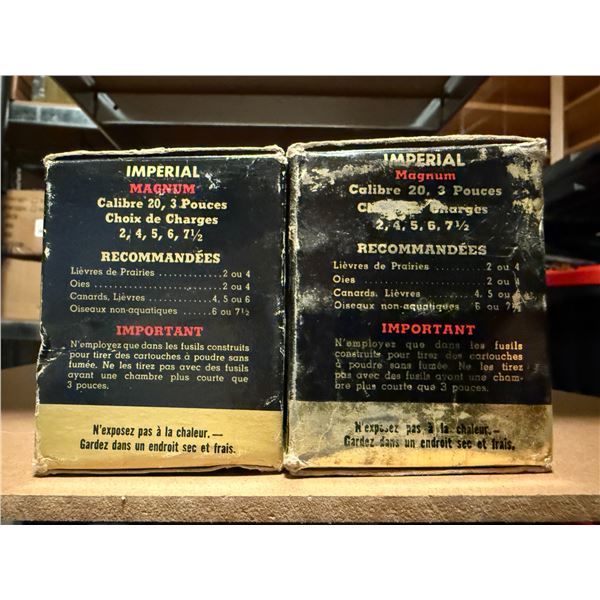 IMPERIAL
MAGNUM
Calibre 20, 3 Pouces
Choix de Charges
2, 4, 5, 6, 7½
RECOMMANDÉES
Lièvres de Prairies ............ 2 ou 4
Oies ........................ 2 ou 4
Canards, Lièvres ............. 4, 5 ou 6
Oiseaux non-aquatiques ....... 6 ou 7½
IMPORTANT
N'employez que dans les fusils construits
pour tirer des cartouches à poudre sans
fumée. Ne les tirez pas avec des fusils
ayant une chambre plus courte que
3 pouces.
N'exposez pas à la chaleur.—
Gardez dans un endroit sec et frais.
IMPERIAL
Magnum
Calibre 20, 3 Pouces
Choix de Charges
2, 4, 5, 6, 7½
RECOMMANDÉES
Lièvres de Prairies ............ 2 ou 4
Oies ........................ 2 ou 4
Canards, Lièvres ............. 4, 5 ou 6
Oiseaux non-aquatiques ....... 6 ou 7½
IMPORTANT
N'employez que dans les fusils
construits pour tirez des cartouches
à poudre sans fumée. Ne les tirez
pas avec des fusils ayant une cham-
bre plus courte que 3 pouces.
N'exposez pas à la chaleur.—
Gardez dans un endroit sec et frais.